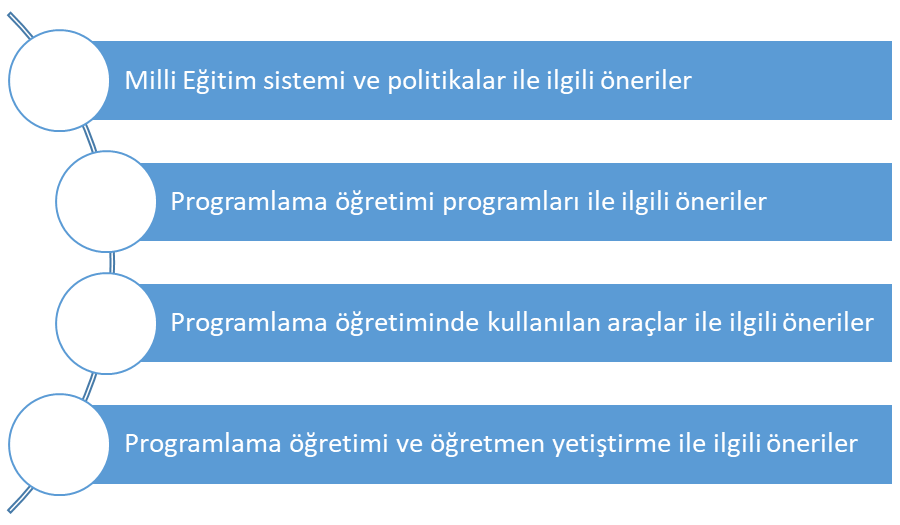 Milli Eğitim sistemi ve politikalar ile ilgili öneriler
Programlama öğretimi programları ile ilgili öneriler
Programlama öğretiminde kullanılan araçlar ile ilgili öneriler
Programlama öğretimi ve öğretmen yetiştirme ile ilgili öneriler